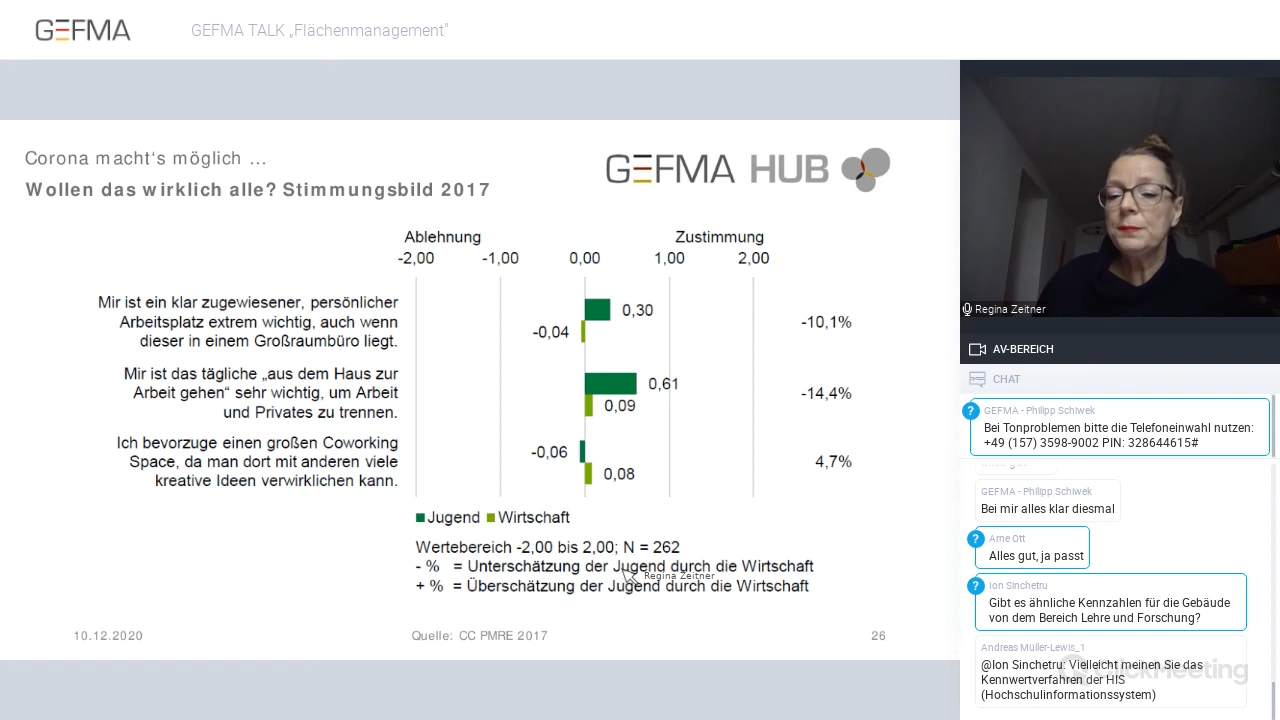 GEFMA
GEFMA TALK „Flächenmanagement"
Corona macht's möglich ...
Wollen das wirklich alle? Stimmungsbild 2017
GEFMA HUB
Ablehnung
Zustimmung
-2,00
-1,00
0,00
1,00
2,00
Mir ist ein klar zugewiesener, persönlicher
Arbeitsplatz extrem wichtig, auch wenn
dieser in einem Großraumbüro liegt.
0,30
-0,04
-10,1%
Mir ist das tägliche „aus dem Haus zur
Arbeit gehen“ sehr wichtig, um Arbeit
und Privates zu trennen.
0,61
0,09
-14,4%
Ich bevorzuge einen großen Coworking
Space, da man dort mit anderen viele
kreative Ideen verwirklichen kann.
-0,06
0,08
4,7%
Jugend
Wirtschaft
Wertebereich -2,00 bis 2,00; N = 262
- % = Unterschätzung der Jugend durch die Wirtschaft
Regina Zeitner
+ % = Überschätzung der Jugend durch die Wirtschaft
10.12.2020
Quelle: CC PMRE 2017
26
Regina Zeitner
AV-BEREICH
CHAT
?
GEFMA - Philipp Schiwek
Bei Tonproblemen bitte die Telefoneinwahl nutzen:
+49 (157) 3598-9002 PIN: 328644615#
GEFMA - Philipp Schiwek
Bei mir alles klar diesmal
?
Arne Ott
Alles gut, ja passt
?
Ion Sinchetru
Gibt es ähnliche Kennzahlen für die Gebäude
von dem Bereich Lehre und Forschung?
Andreas Müller-Lewis_1
@Ion Sinchetru: Vielleicht meinen Sie das
Kennwertverfahren der HIS
(Hochschulinformationssystem)
ClickMeeting